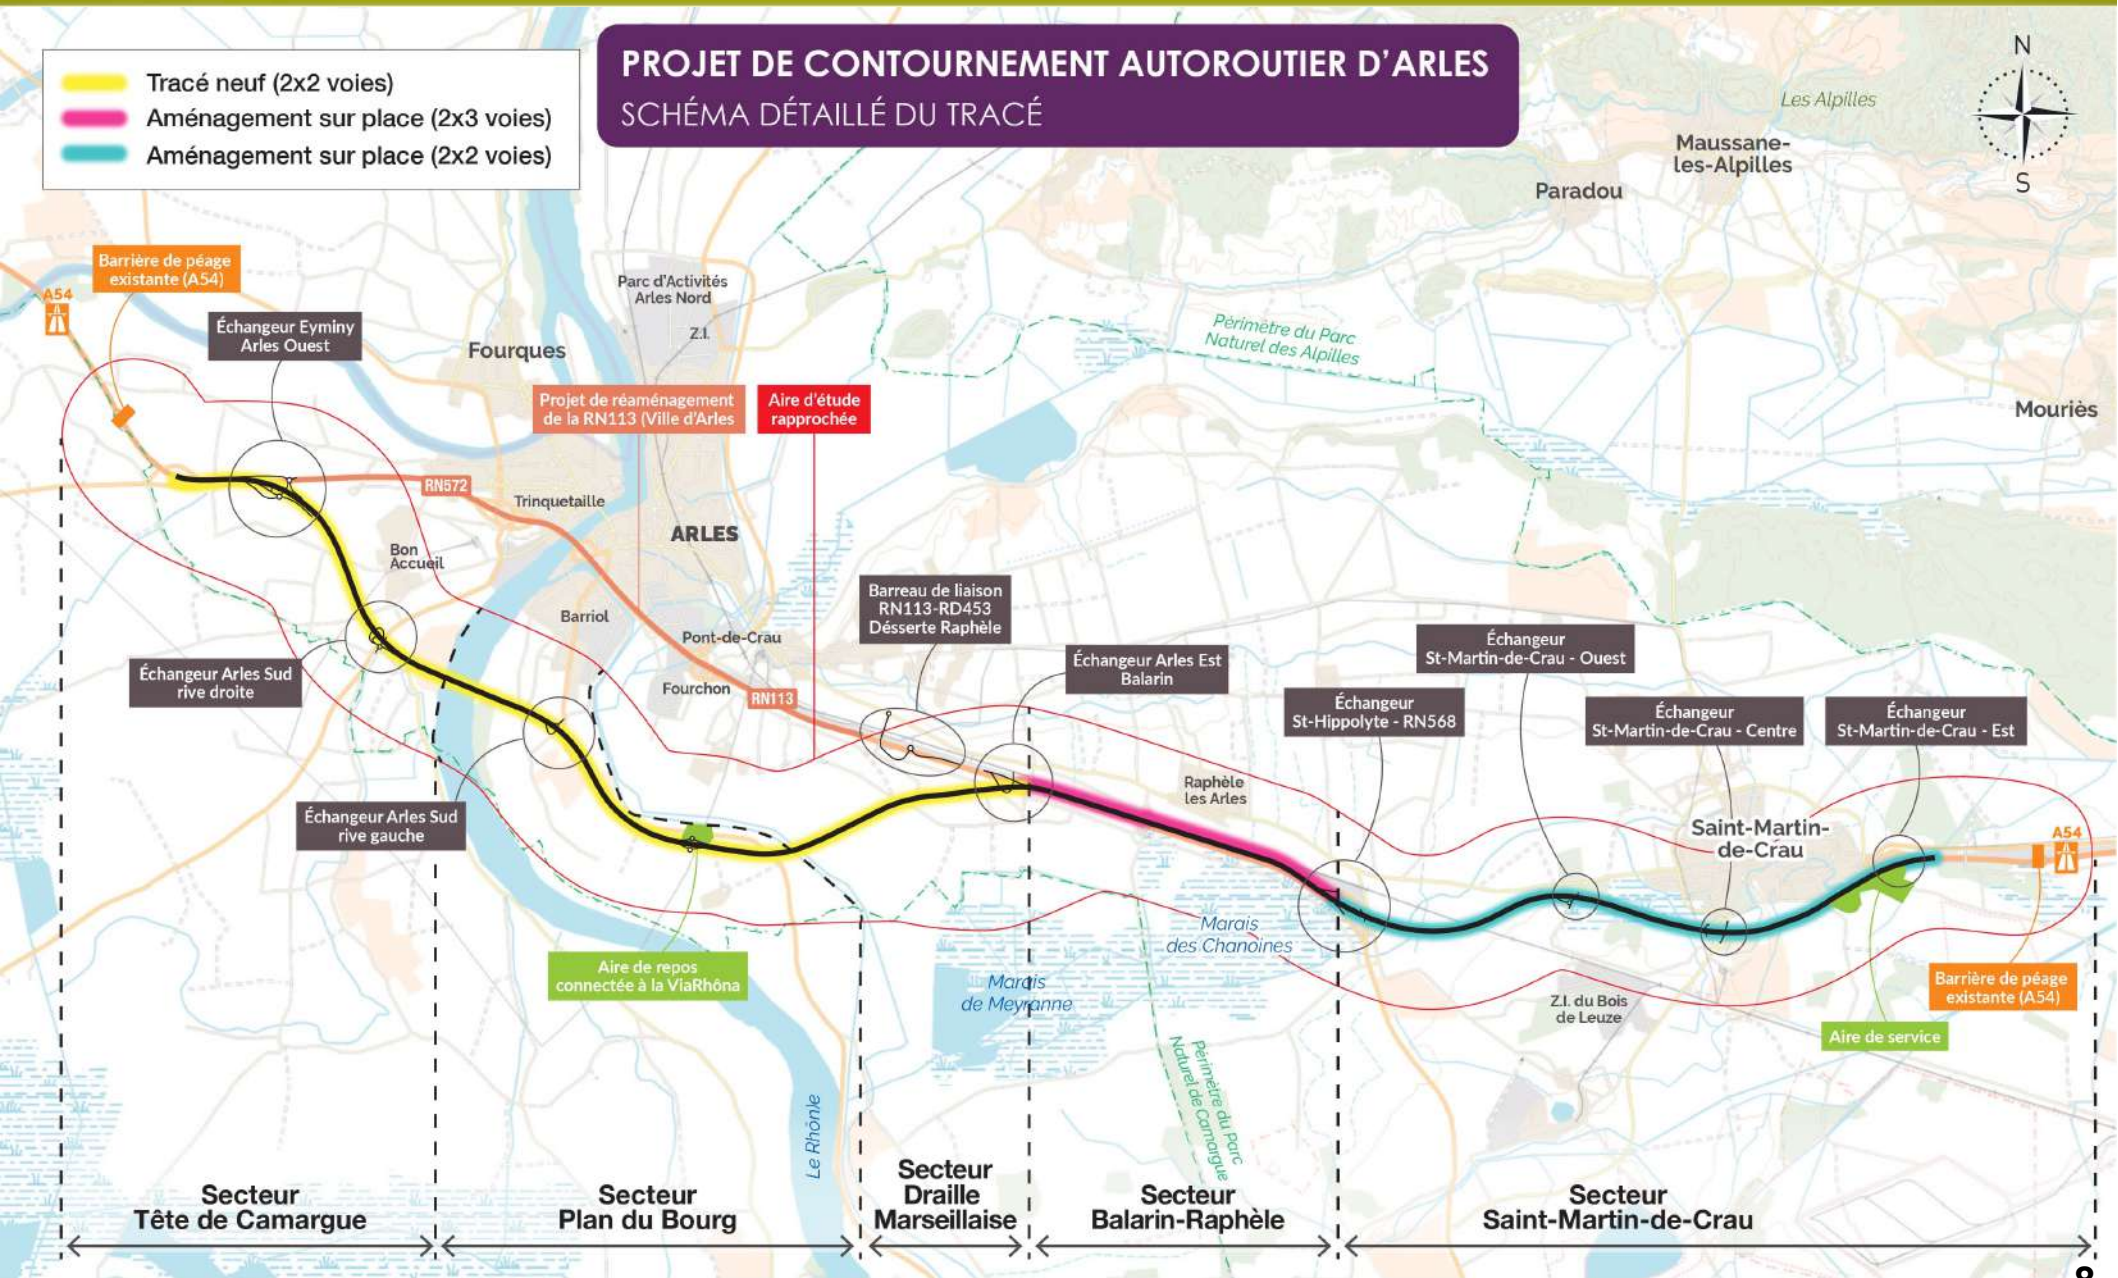 PROJET DE CONTOURNEMENT AUTOROUTIER D'ARLES
SCHÉMA DÉTAILLÉ DU TRACÉ
Tracé neuf (2x2 voies)
Aménagement sur place (2x3 voies)
Aménagement sur place (2x2 voies)
N
S
Les Alpilles
Maussane-
les-Alpilles
Paradou
Mouriès
Barrière de péage
existante (A54)
A54
Échangeur Eyminy
Arles Ouest
Fourques
Parc d'Activités
Arles Nord
Z.I.
Périmètre du Parc
Naturel des Alpilles
Projet de réaménagement
de la RN113 (Ville d'Arles
Aire d'étude
rapprochée
RN572
Trinquetaille
ARLES
Bon
Accueil
Barriol
Pont-de-Crau
Fourchon
RN113
Barreau de liaison
RN113-RD453
Désserte Raphèle
Échangeur Arles Est
Balarin
Échangeur
St-Martin-de-Crau - Ouest
Échangeur
St-Hippolyte - RN568
Échangeur
St-Martin-de-Crau - Centre
Échangeur
St-Martin-de-Crau - Est
Échangeur Arles Sud
rive droite
Échangeur Arles Sud
rive gauche
Raphèle
les Arles
Saint-Martin-
de-Crau
A54
Aire de repos
connectée à la ViaRhôna
Marais
des Chanoines
Marais
de Meyranne
Z.I. du Bois
de Leuze
Barrière de péage
existante (A54)
Aire de service
Périmètre du Parc
Naturel de Camargue
Le Rhônle
Secteur
Tête de Camargue
Secteur
Plan du Bourg
Secteur
Draille
Marseillaise
Secteur
Balarin-Raphèle
Secteur
Saint-Martin-de-Crau